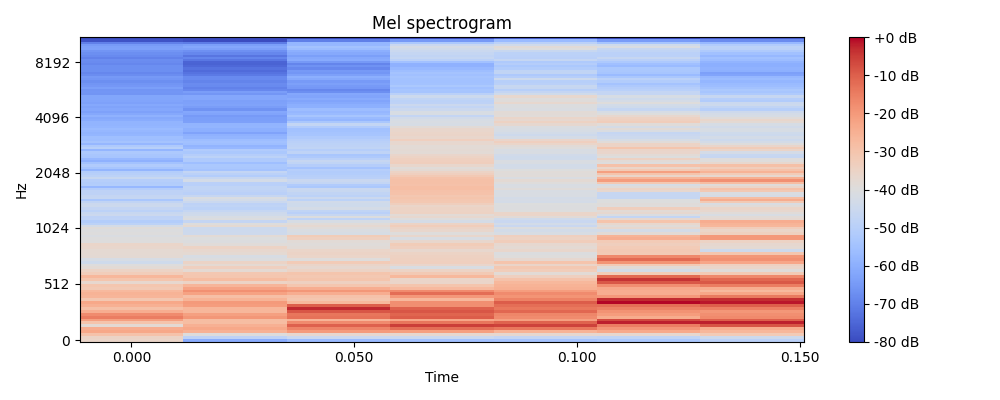 Mel spectrogram
Hz
8192
4096
2048
1024
512
0
0.000
0.050
0.100
0.150
Time
+0 dB
-10 dB
-20 dB
-30 dB
-40 dB
-50 dB
-60 dB
-70 dB
-80 dB